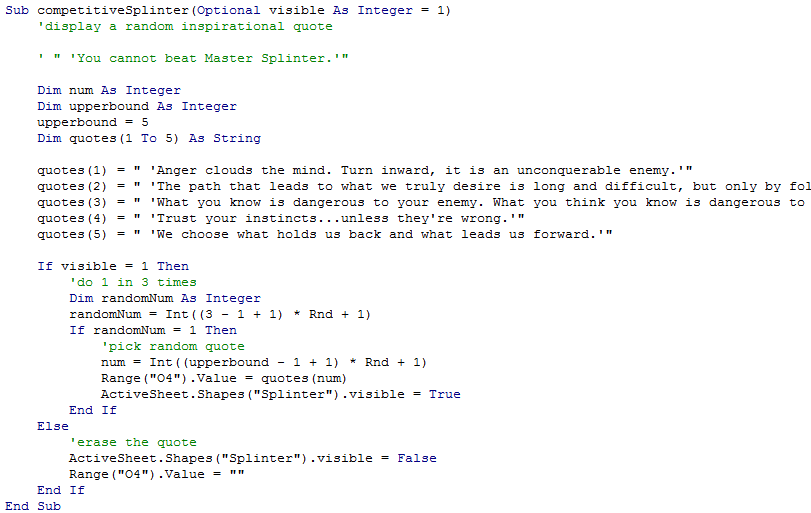 Sub competitiveSplinter(Optional visible As Integer = 1)
    'display a random inspirational quote

    ' " 'You cannot beat Master Splinter.'"

    Dim num As Integer
    Dim upperbound As Integer
    upperbound = 5
    Dim quotes(1 To 5) As String

    quotes(1) = " 'Anger clouds the mind. Turn inward, it is an unconquerable enemy.'"
    quotes(2) = " 'The path that leads to what we truly desire is long and difficult, but only by fol
    quotes(3) = " 'What you know is dangerous to your enemy. What you think you know is dangerous to
    quotes(4) = " 'Trust your instincts...unless they're wrong.'"
    quotes(5) = " 'We choose what holds us back and what leads us forward.'"

    If visible = 1 Then
        'do 1 in 3 times
        Dim randomNum As Integer
        randomNum = Int((3 - 1 + 1) * Rnd + 1)
        If randomNum = 1 Then
            'pick random quote
            num = Int((upperbound - 1 + 1) * Rnd + 1)
            Range("O4").Value = quotes(num)
            ActiveSheet.Shapes("Splinter").visible = True
        End If
    Else
        'erase the quote
        ActiveSheet.Shapes("Splinter").visible = False
        Range("O4").Value = ""
    End If
End Sub